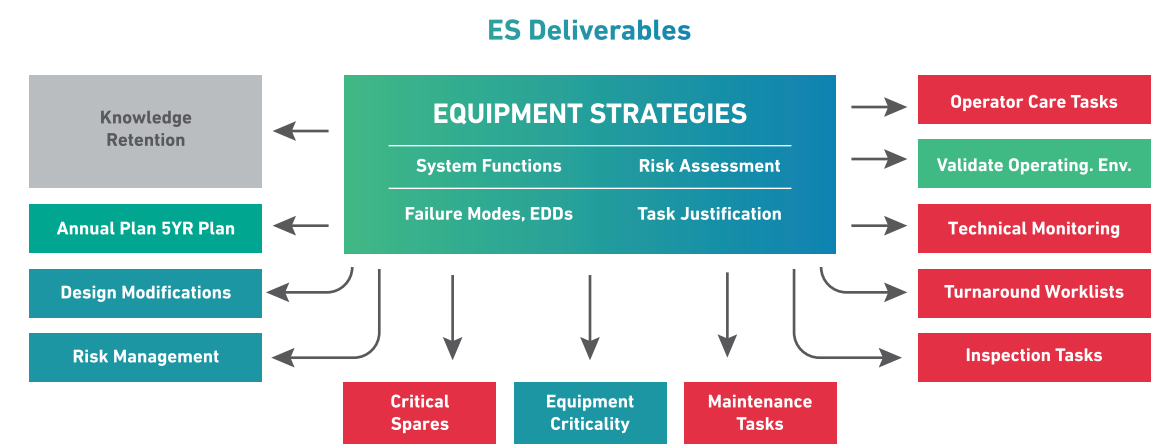 ES Deliverables
Knowledge
Retention
Annual Plan 5YR Plan
Design Modifications
Risk Management
EQUIPMENT STRATEGIES
System Functions
Risk Assessment
Failure Modes, EDDs
Task Justification
Critical
Spares
Equipment
Criticality
Maintenance
Tasks
Operator Care Tasks
Validate Operating. Env.
Technical Monitoring
Turnaround Worklists
Inspection Tasks